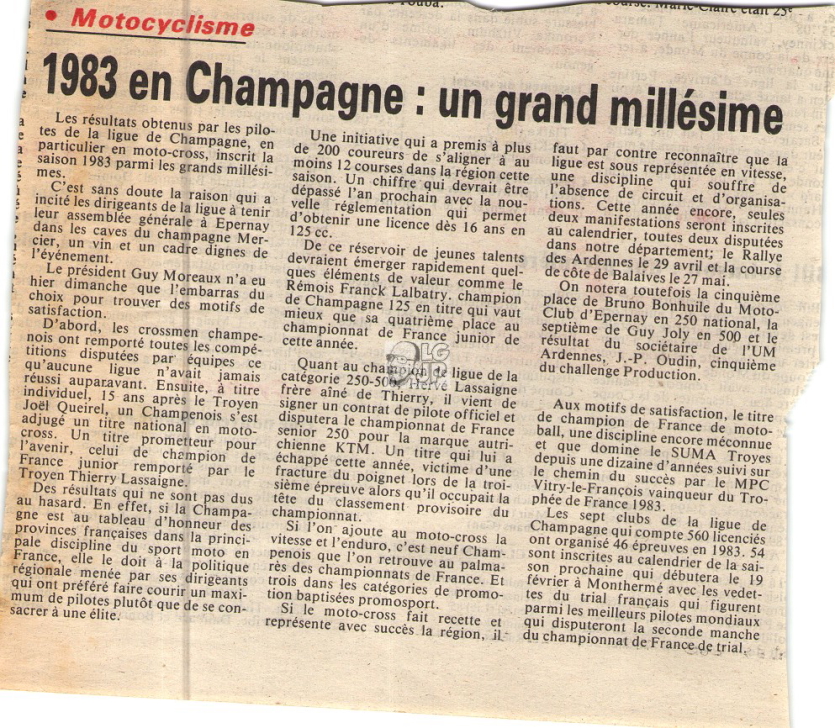 • Motocyclisme
1983 en Champagne : un grand millésime
Les résultats obtenus par les pilo-
tes de la ligue de Champagne, en
particulier en moto-cross, inscrit la
saison 1983 parmi les grands millési-
mes.
C'est sans doute la raison qui a
incité les dirigeants de la ligue à tenir
leur assemblée générale à Epernay
dans les caves du champagne Mer-
cier, un vin et un cadre dignes de
l'événement.
Le président Guy Moreaux n'a eu
hier dimanche que l'embarras du
choix pour trouver des motifs de
satisfaction.
D'abord, les crossmen champe-
nois ont remporté toutes les compé-
titions disputées par équipes ce
qu'aucune ligue n'avait jamais
réussi auparavant. Ensuite, à titre
individuel, 15 ans après le Troyen
Joël Queirel, un Champenois s'est
adjugé un titre national en moto-
cross. Un titre prometteur pour
l'avenir, celui de champion de
France junior remporté par le
Troyen Thierry Lassaigne.
Des résultats qui ne sont pas dus
au hasard. En effet, si la Champa-
gne est au tableau d'honneur des
provinces françaises dans la princi-
pale discipline du sport moto en
France, elle le doit à la politique
régionale menée par ses dirigeants
qui ont préféré faire courir un maxi-
mum de pilotes plutôt que de se con-
sacrer à une élite.
Une initiative qui a premis à plus
de 200 coureurs de s'aligner à au
moins 12 courses dans la région cette
saison. Un chiffre qui devrait être
dépassé l'an prochain avec la nou-
velle réglementation qui permet
d'obtenir une licence dès 16 ans en
125 cc.
De ce réservoir de jeunes talents
devraient émerger rapidement quel-
ques éléments de valeur comme le
Rémois Franck Lalbatry. champion
de Champagne 125 en titre qui vaut
mieux que sa quatrième place au
championnat de France junior de
cette année.
Quant au champion de ligue de la
catégorie 250-500, Hervé Lassaigne
frère aîné de Thierry, il vient de
signer un contrat de pilote officiel et
disputera le championnat de France
senior 250 pour la marque autri-
chienne KTM. Un titre qui lui a
échappé cette année, victime d'une
fracture du poignet lors de la troi-
sième épreuve alors qu'il occupait la
tête du classement provisoire du
championnat.
Si l'on ajoute au moto-cross la
vitesse et l'enduro, c'est neuf Cham-
penois que l'on retrouve au palma-
rès des championnats de France. Et
trois dans les catégories de promo-
tion baptisées promosport.
Si le moto-cross fait recette et
représente avec succès la région, il
faut par contre reconnaître que la
ligue est sous représentée en vitesse,
une discipline qui souffre de
l'absence de circuit et d'organisa-
tions. Cette année encore, seules
deux manifestations seront inscrites
au calendrier, toutes deux disputées
dans notre département; le Rallye
des Ardennes le 29 avril et la course
de côte de Balaives le 27 mai.
On notera toutefois la cinquième
place de Bruno Bonhuile du Moto-
Club d'Epernay en 250 national, la
septième de Guy Joly en 500 et le
résultat du sociétaire de l'UM
Ardennes, J.-P. Oudin, cinquième
du challenge Production.
Aux motifs de satisfaction, le titre
de champion de France de moto-
ball, une discipline encore méconnue
et que domine le SUMA Troyes
depuis une dizaine d'années suivi sur
le chemin du succès par le MPC
Vitry-le-François vainqueur du Tro-
phée de France 1983.
Les sept clubs de la ligue de
Champagne qui compte 560 licenciés
ont organisé 46 épreuves en 1983. 54
sont inscrites au calendrier de la sai-
son prochaine qui débutera le 19
février à Monthermé avec les vedet-
tes du trial français qui figurent
parmi les meilleurs pilotes mondiaux
qui disputeront la seconde manche
du championnat de France de trial.